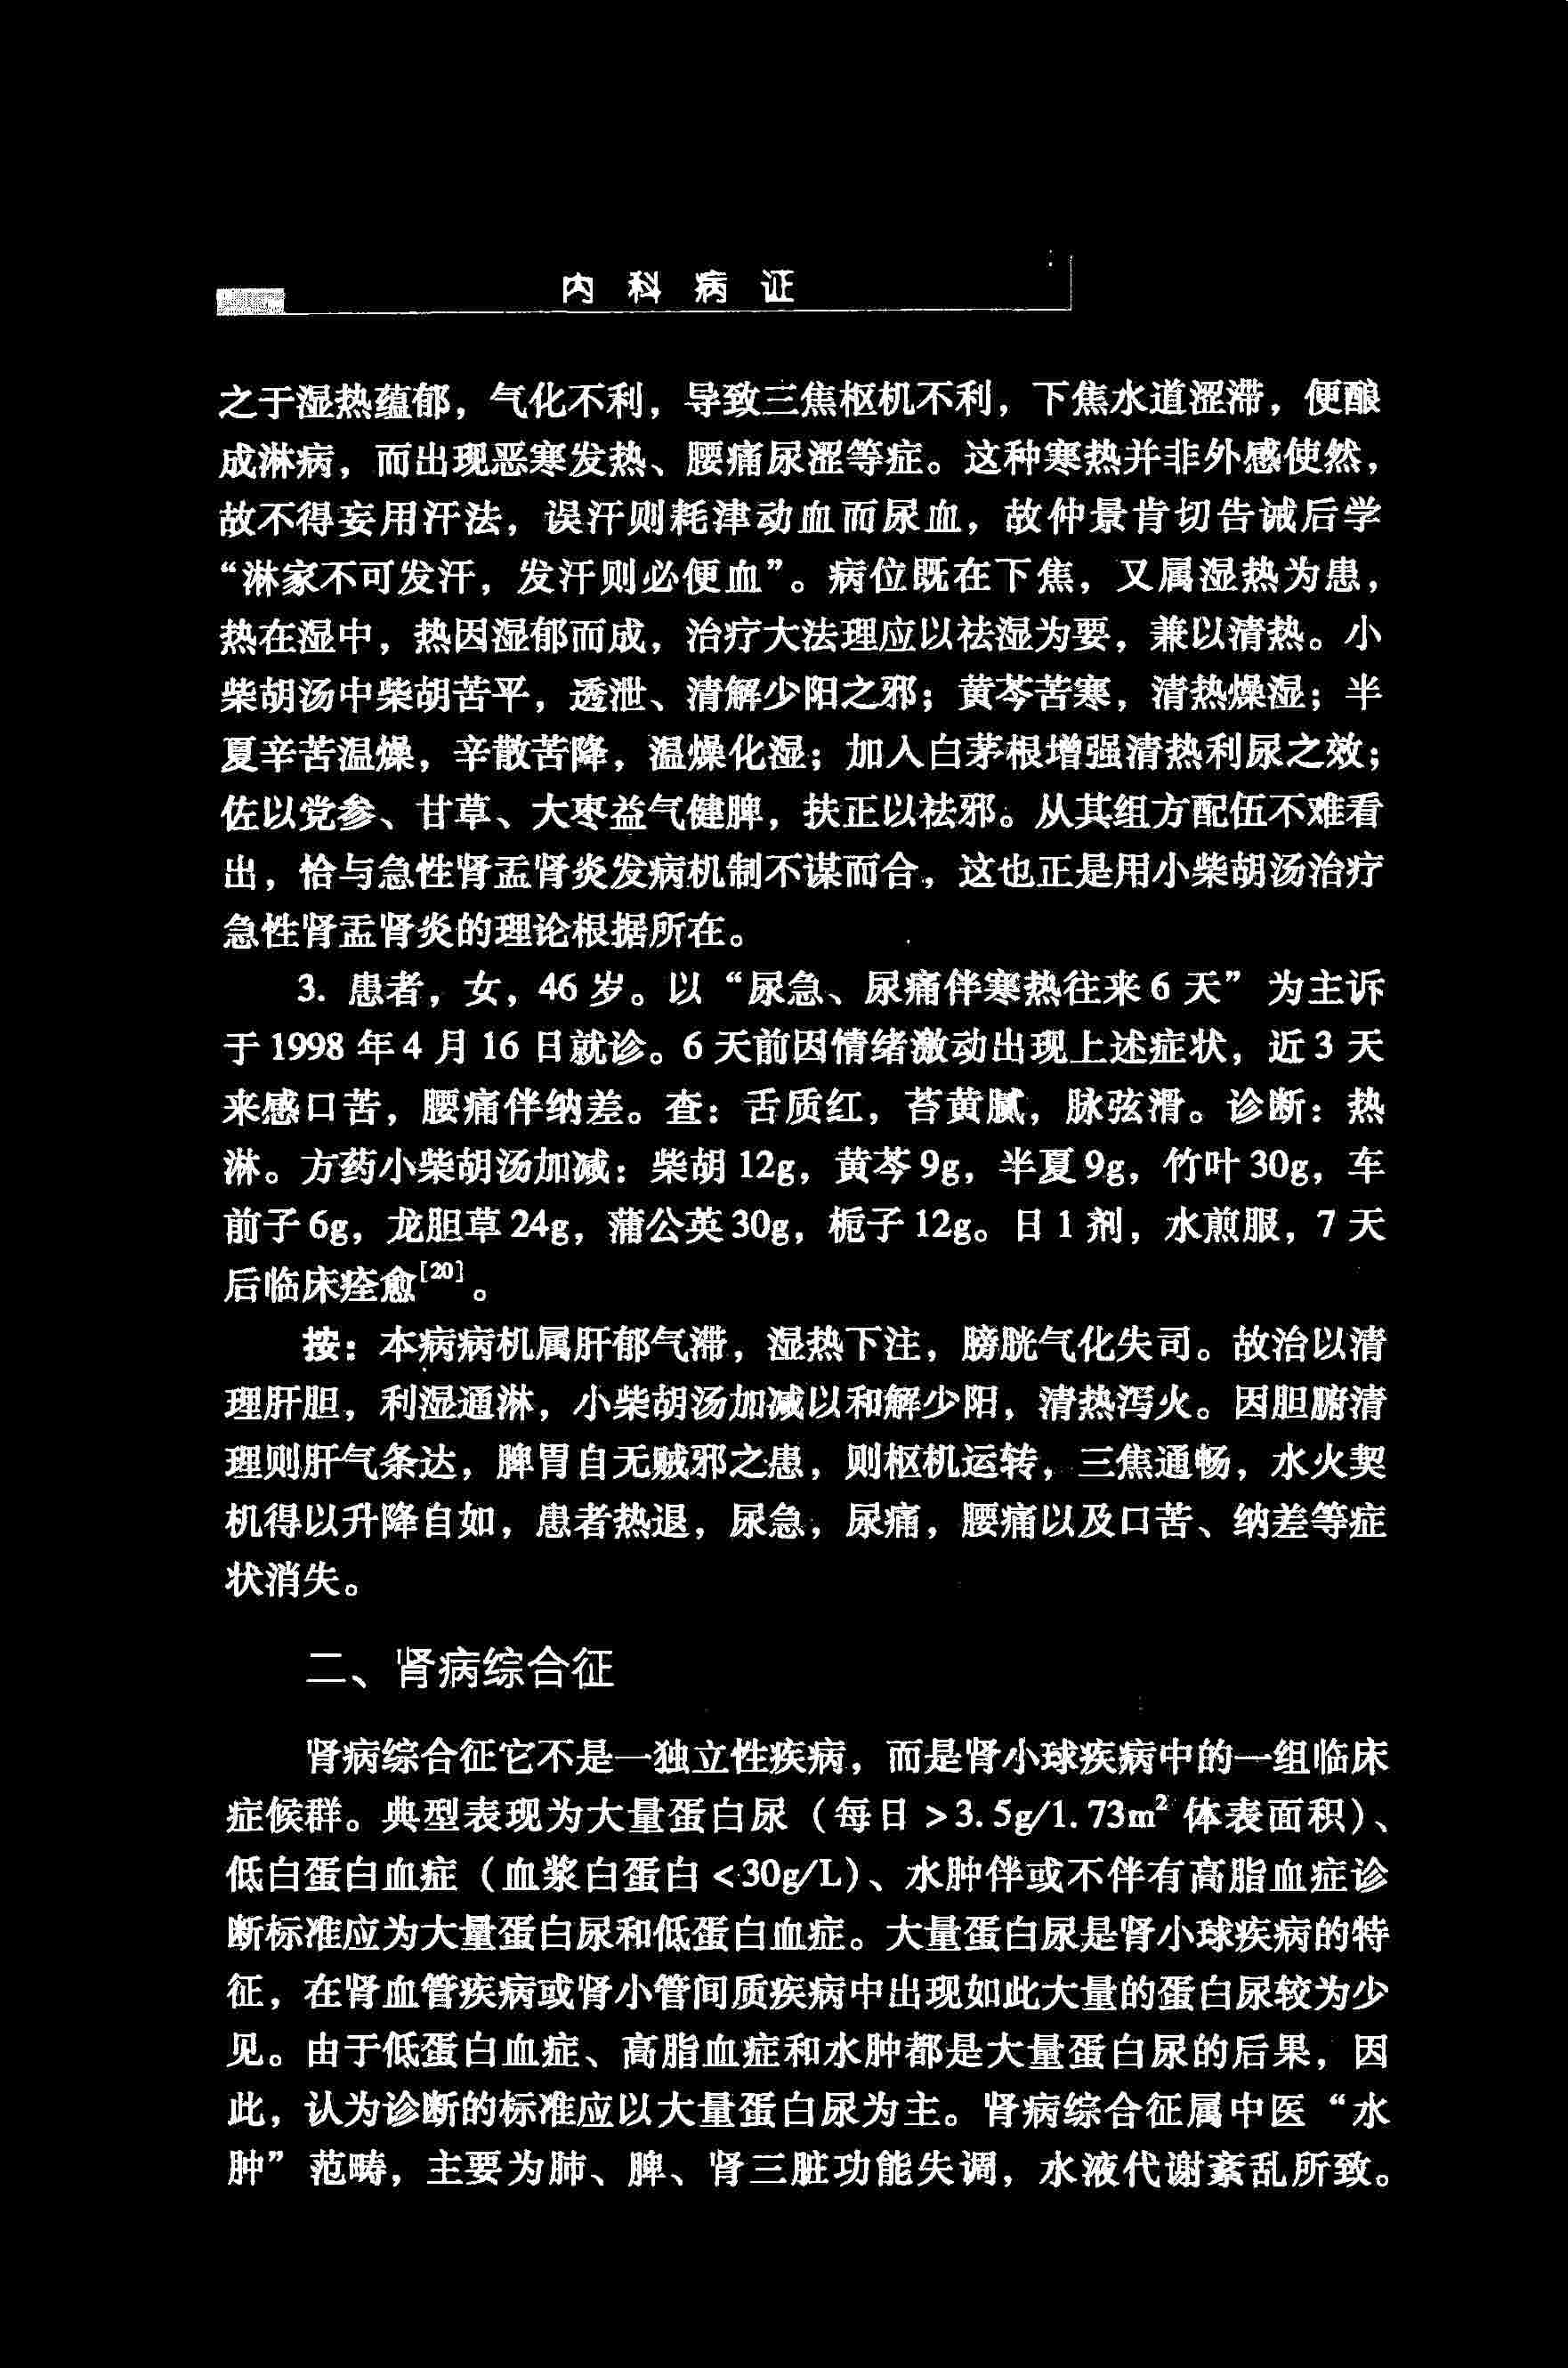 内科病证
之于湿热蕴郁，气化不利，导致三焦枢机不利，下焦水道涩滞，便酿
成淋病，而出现恶寒发热、腰痛尿涩等症。这种寒热并非外感使然，
故不得妄用汗法，误汗则耗津动血而尿血，故仲景肯切告诫后学
“淋家不可发汗，发汗则必便血”。病位既在下焦，又属湿热为患，
热在湿中，热因湿郁而成，治疗大法理应以祛湿为要，兼以清热。小
柴胡汤中柴胡苦平，透泄、清解少阳之邪；黄芩苦寒，清热燥湿；半
夏辛苦温燥，辛散苦降，温燥化湿；加入白茅根增强清热利尿之效；
佐以党参、甘草、大枣益气健脾，扶正以祛邪。从其组方配伍不难看
出，恰与急性肾盂肾炎发病机制不谋而合，这也正是用小柴胡汤治疗
急性肾盂肾炎的理论根据所在。
3. 患者，女，46岁。以“尿急、尿痛伴寒热往来6天”为主诉
于1998年4月16日就诊。6天前因情绪激动出现上述症状，近3天
来感口苦，腰痛伴纳差。查：舌质红，苔黄腻，脉弦滑。诊断：热
淋。方药小柴胡汤加减：柴胡12g，黄芩9g，半夏9g，竹叶30g，车
前子6g，龙胆草24g，蒲公英30g，栀子12g。日1剂，水煎服，7天
后临床痊愈[20]。
按：本病病机属肝郁气滞，湿热下注，膀胱气化失司。故治以清
理肝胆，利湿通淋，小柴胡汤加减以和解少阳，清热泻火。因胆腑清
理则肝气条达，脾胃自无贼邪之患，则枢机运转，三焦通畅，水火契
机得以升降自如，患者热退，尿急，尿痛，腰痛以及口苦、纳差等症
状消失。
二、肾病综合征
肾病综合征它不是一独立性疾病，而是肾小球疾病中的一组临床
症候群。典型表现为大量蛋白尿（每日>3.5g/1.73m²体表面积）、
低白蛋白血症（血浆白蛋白<30g/L）、水肿伴或不伴有高脂血症诊
断标准应为大量蛋白尿和低蛋白血症。大量蛋白尿是肾小球疾病的特
征，在肾血管疾病或肾小管间质疾病中出现如此大量的蛋白尿较为少
见。由于低蛋白血症、高脂血症和水肿都是大量蛋白尿的后果，因
此，认为诊断的标准应以大量蛋白尿为主。肾病综合征属中医“水
肿”范畴，主要为肺、脾、肾三脏功能失调，水液代谢紊乱所致。